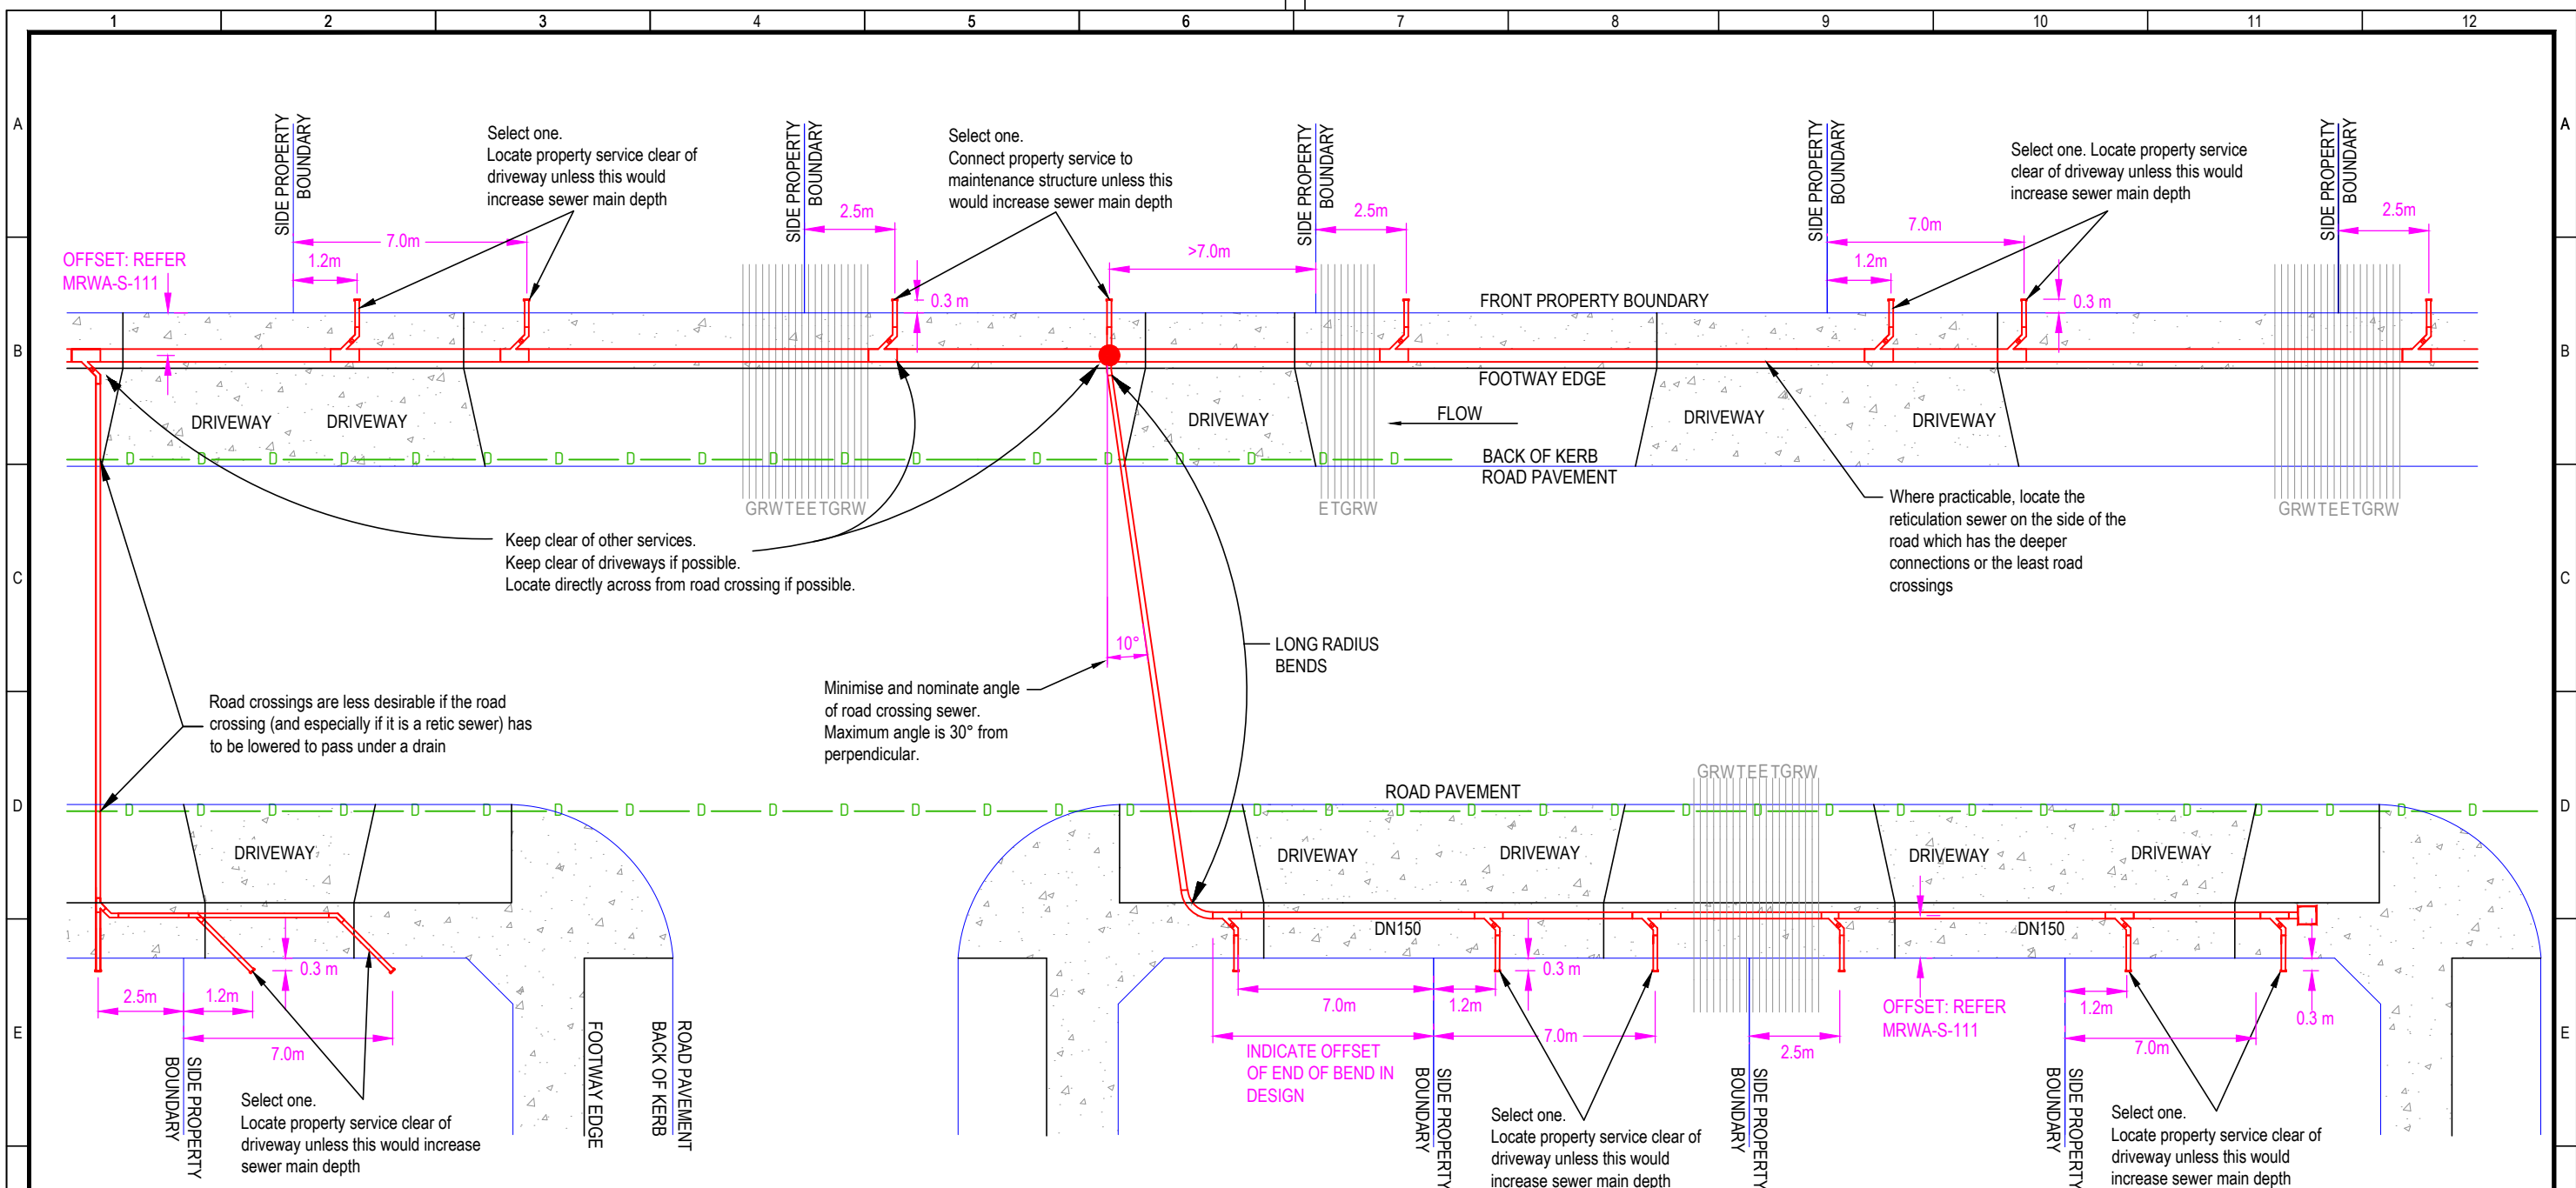 1 2 3 4 5 6 7 8 9 10 11 12
A
A
SIDE PROPERTY
BOUNDARY
Select one.
Locate property service clear of
driveway unless this would
increase sewer main depth
SIDE PROPERTY
BOUNDARY
Select one.
Connect property service to
maintenance structure unless this
would increase sewer main depth
SIDE PROPERTY
BOUNDARY
SIDE PROPERTY
BOUNDARY
Select one. Locate property service
clear of driveway unless this would
increase sewer main depth
SIDE PROPERTY
BOUNDARY
2.5m
2.5m
2.5m
7.0m
7.0m
>7.0m
1.2m
1.2m
OFFSET: REFER
MRWA-S-111
0.3 m
0.3 m
FRONT PROPERTY BOUNDARY
B
B
FOOTWAY EDGE
FLOW
DRIVEWAY
DRIVEWAY
DRIVEWAY
DRIVEWAY
DRIVEWAY
D D D D D D D D D D D D D D D D D D
BACK OF KERB
ROAD PAVEMENT
GRWTEETGRW
ETGRW
GRWTEETGRW
Keep clear of other services.
Keep clear of driveways if possible.
Locate directly across from road crossing if possible.
Where practicable, locate the
reticulation sewer on the side of the
road which has the deeper
connections or the least road
crossings
C
C
10°
LONG RADIUS
BENDS
Minimise and nominate angle
of road crossing sewer.
Maximum angle is 30° from
perpendicular.
Road crossings are less desirable if the road
crossing (and especially if it is a retic sewer) has
to be lowered to pass under a drain
GRWTEETGRW
ROAD PAVEMENT
D
D
D D D D D D D D D D D D D D D D D D D D D D D D D D D D D D D D D D
DRIVEWAY
DRIVEWAY
DRIVEWAY
DRIVEWAY
DRIVEWAY
DN150
DN150
0.3 m
0.3 m
0.3 m
2.5m
1.2m
7.0m
7.0m
1.2m
7.0m
2.5m
1.2m
7.0m
OFFSET: REFER
MRWA-S-111
INDICATE OFFSET
OF END OF BEND IN
DESIGN
E
E
SIDE PROPERTY
BOUNDARY
Select one.
Locate property service clear of
driveway unless this would increase
sewer main depth
FOOTWAY EDGE
BACK OF KERB
ROAD PAVEMENT
SIDE PROPERTY
BOUNDARY
Select one.
Locate property service clear of
driveway unless this would
increase sewer main depth
SIDE PROPERTY
BOUNDARY
SIDE PROPERTY
BOUNDARY
Select one.
Locate property service clear of
driveway unless this would
increase sewer main depth